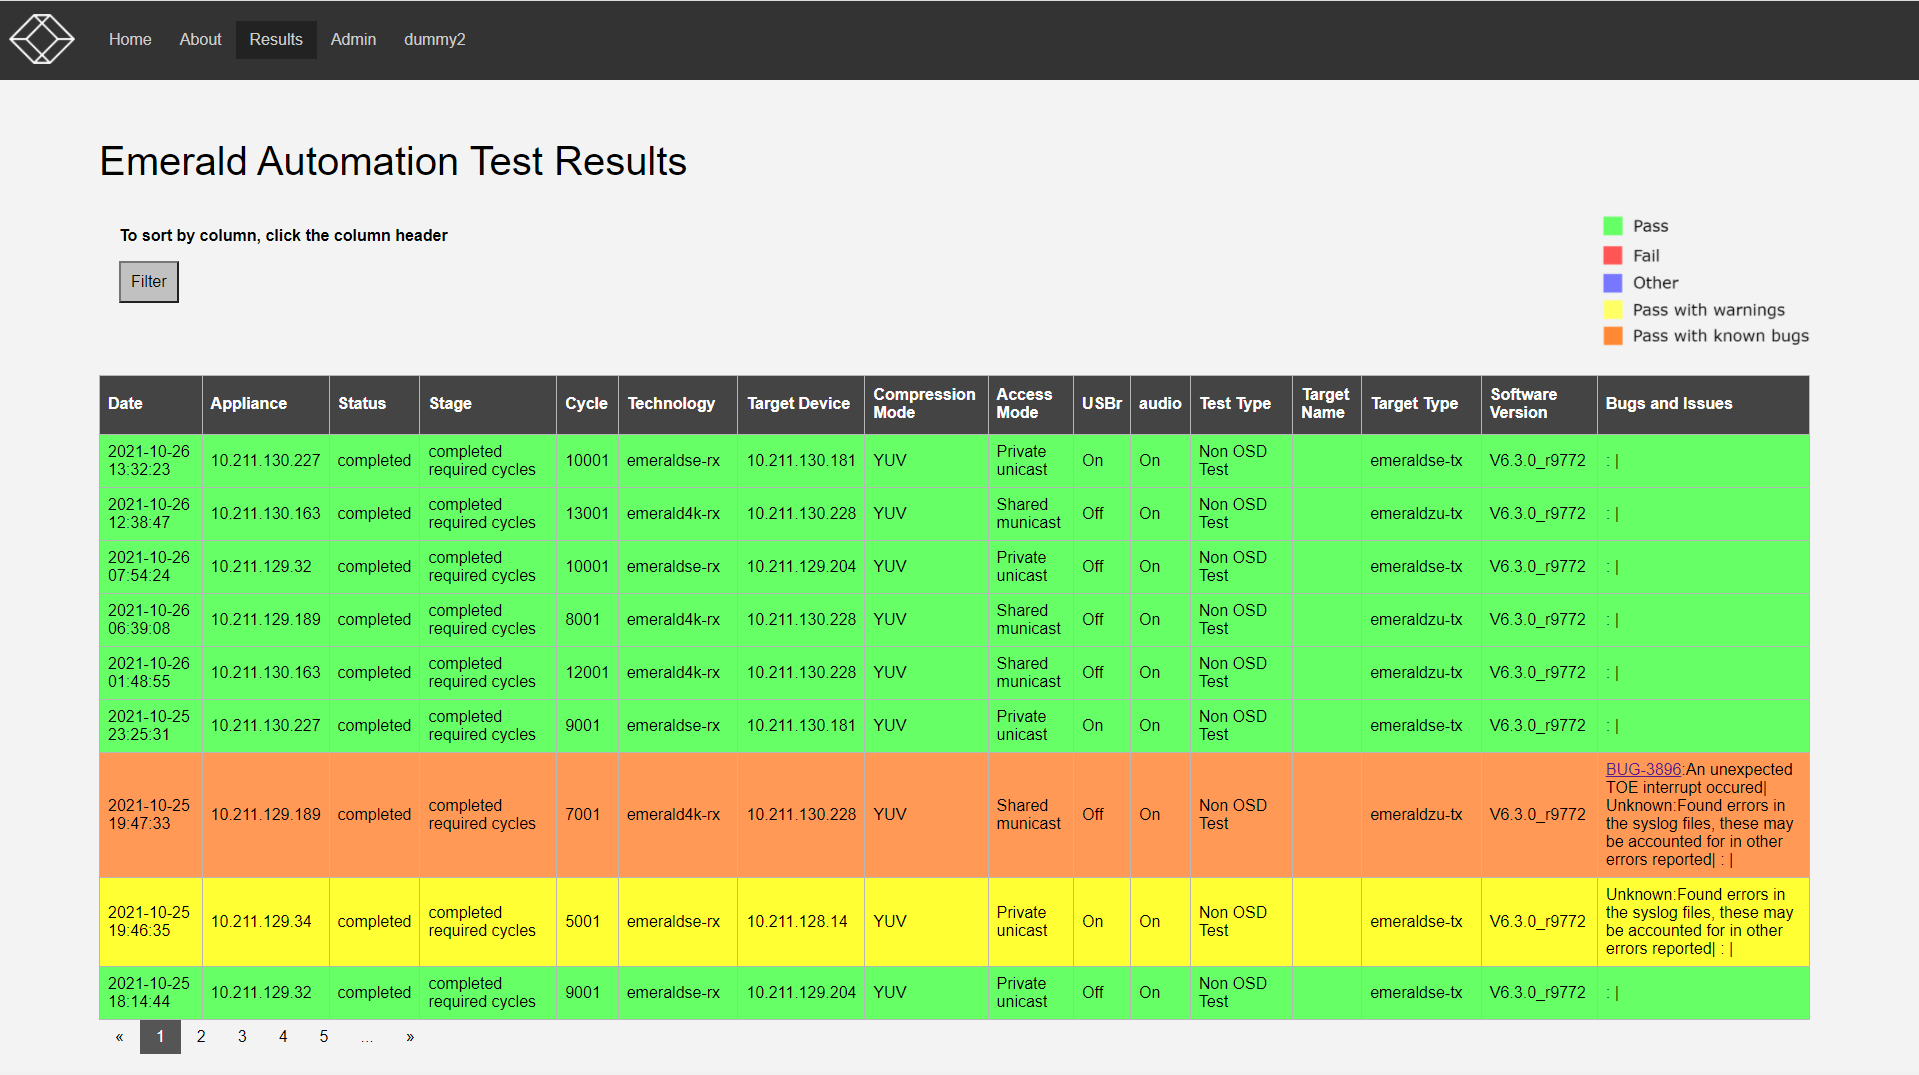 Home About Results Admin dummy2
Emerald Automation Test Results
To sort by column, click the column header
Filter
Pass
Fail
Other
Pass with warnings
Pass with known bugs
Date Appliance Status Stage Cycle Technology Target Device Compression Mode Access Mode USBr audio Test Type Target Name Target Type Software Version Bugs and Issues
2021-10-26 13:32:23 10.211.130.227 completed completed required cycles 10001 emeraldse-rx 10.211.130.181 YUV Private unicast On On Non OSD Test emeraldse-tx V6.3.0_r9772 : |
2021-10-26 12:38:47 10.211.130.163 completed completed required cycles 13001 emerald4k-rx 10.211.130.228 YUV Shared municast Off On Non OSD Test emeraldzu-tx V6.3.0_r9772 : |
2021-10-26 07:54:24 10.211.129.32 completed completed required cycles 10001 emeraldse-rx 10.211.129.204 YUV Private unicast Off On Non OSD Test emeraldse-tx V6.3.0_r9772 : |
2021-10-26 06:39:08 10.211.129.189 completed completed required cycles 8001 emerald4k-rx 10.211.130.228 YUV Shared municast Off On Non OSD Test emeraldzu-tx V6.3.0_r9772 : |
2021-10-26 01:48:55 10.211.130.163 completed completed required cycles 12001 emerald4k-rx 10.211.130.228 YUV Shared municast Off On Non OSD Test emeraldzu-tx V6.3.0_r9772 : |
2021-10-25 23:25:31 10.211.130.227 completed completed required cycles 9001 emeraldse-rx 10.211.130.181 YUV Private unicast On On Non OSD Test emeraldse-tx V6.3.0_r9772 : |
2021-10-25 19:47:33 10.211.129.189 completed completed required cycles 7001 emerald4k-rx 10.211.130.228 YUV Shared municast Off On Non OSD Test emeraldzu-tx V6.3.0_r9772 BUG-3896:An unexpected TOE interrupt occured| Unknown:Found errors in the syslog files, these may be accounted for in other errors reported| : |
2021-10-25 19:46:35 10.211.129.34 completed completed required cycles 5001 emeraldse-rx 10.211.128.14 YUV Private unicast On On Non OSD Test emeraldse-tx V6.3.0_r9772 Unknown:Found errors in the syslog files, these may be accounted for in other errors reported| : |
2021-10-25 18:14:44 10.211.129.32 completed completed required cycles 9001 emeraldse-rx 10.211.129.204 YUV Private unicast Off On Non OSD Test emeraldse-tx V6.3.0_r9772 : |
« 1 2 3 4 5 ... »